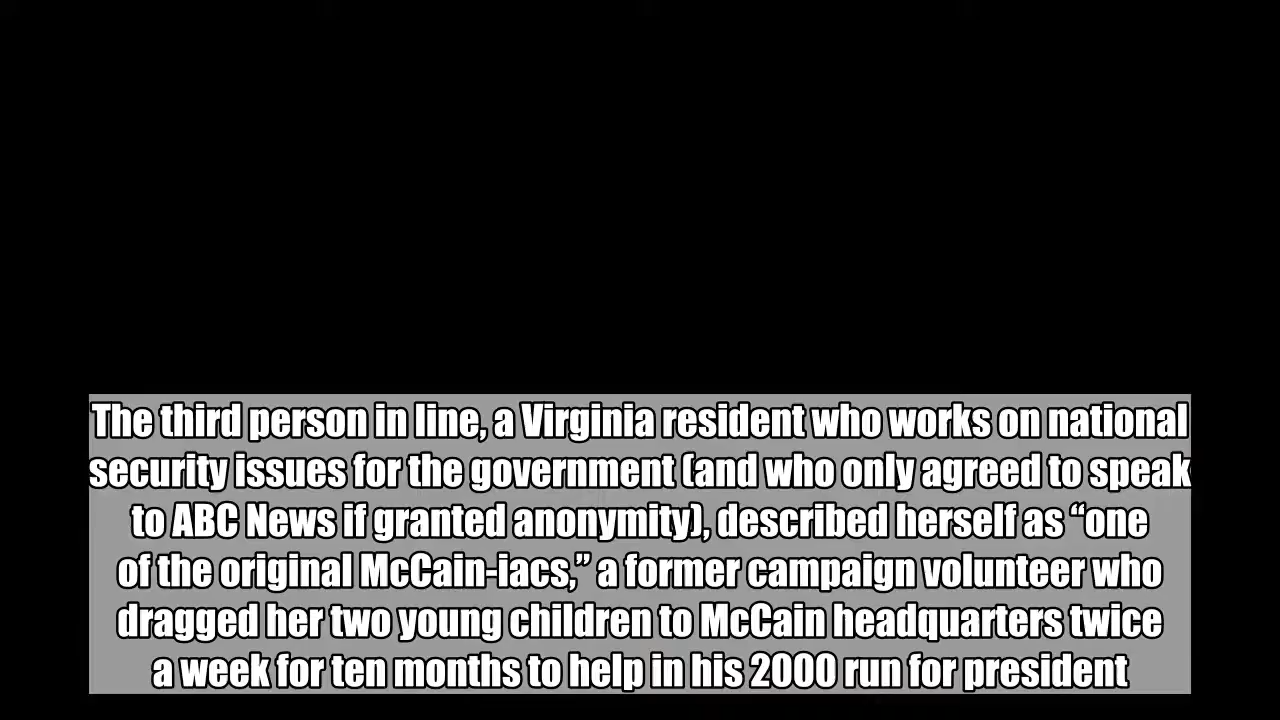 The third person in line, a Virginia resident who works on national
security issues for the government (and who only agreed to speak
to ABC News if granted anonymity), described herself as “one
of the original McCain-iacs,” a former campaign volunteer who
dragged her two young children to McCain headquarters twice
a week for ten months to help in his 2000 run for president